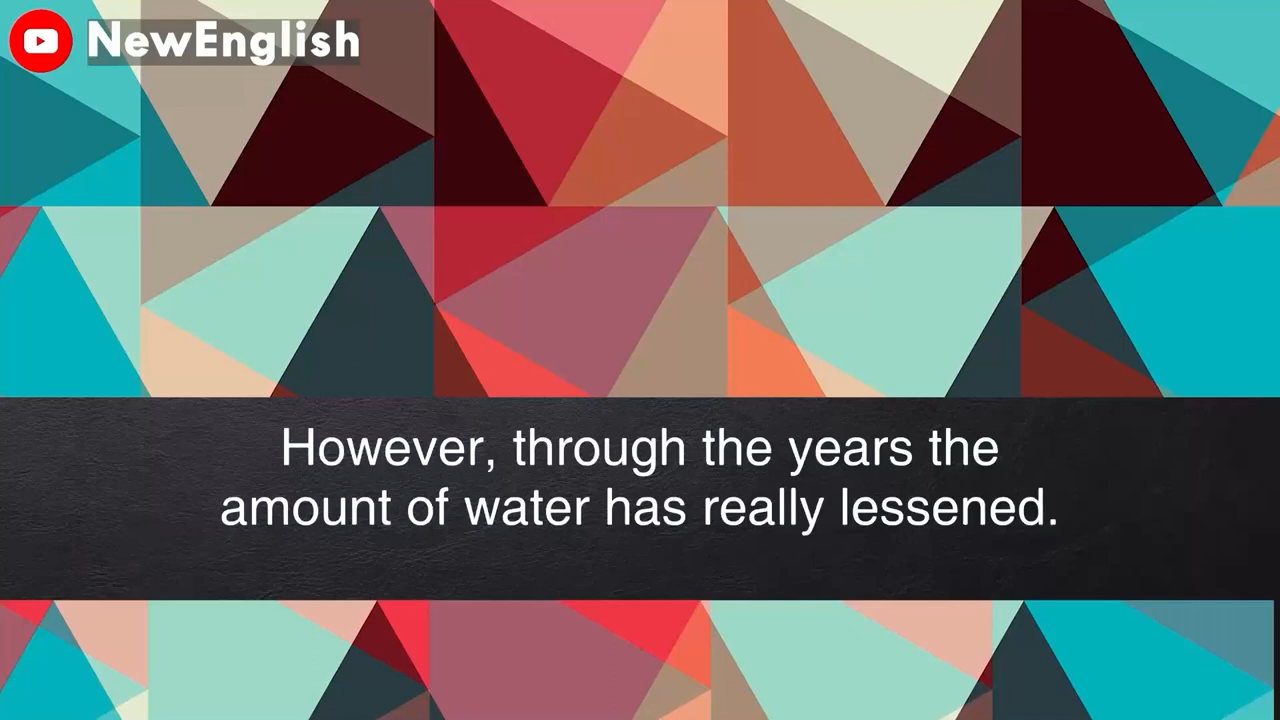 NewEnglish
However, through the years the
amount of water has really lessened.